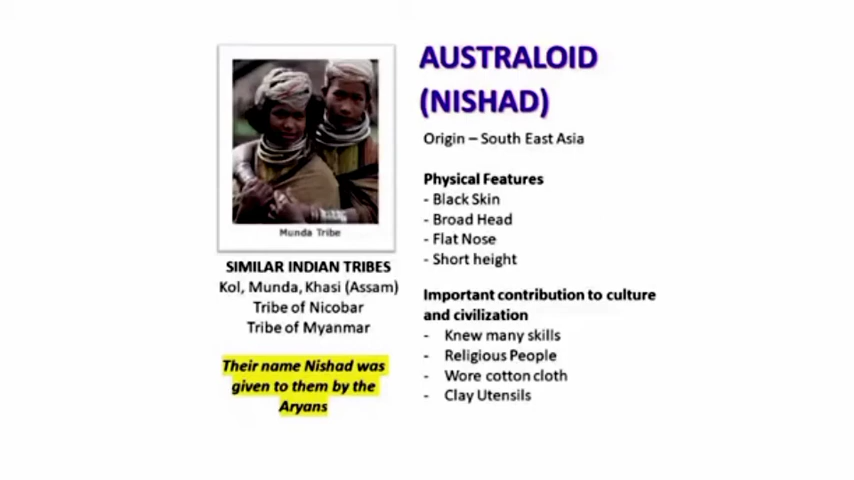 AUSTRALOID
(NISHAD)
Origin – South East Asia
Physical Features
- Black Skin
- Broad Head
- Flat Nose
- Short height
Important contribution to culture
and civilization
- Knew many skills
- Religious People
- Wore cotton cloth
- Clay Utensils
Munda Tribe
SIMILAR INDIAN TRIBES
Kol, Munda, Khasi (Assam)
Tribe of Nicobar
Tribe of Myanmar
Their name Nishad was
given to them by the
Aryans